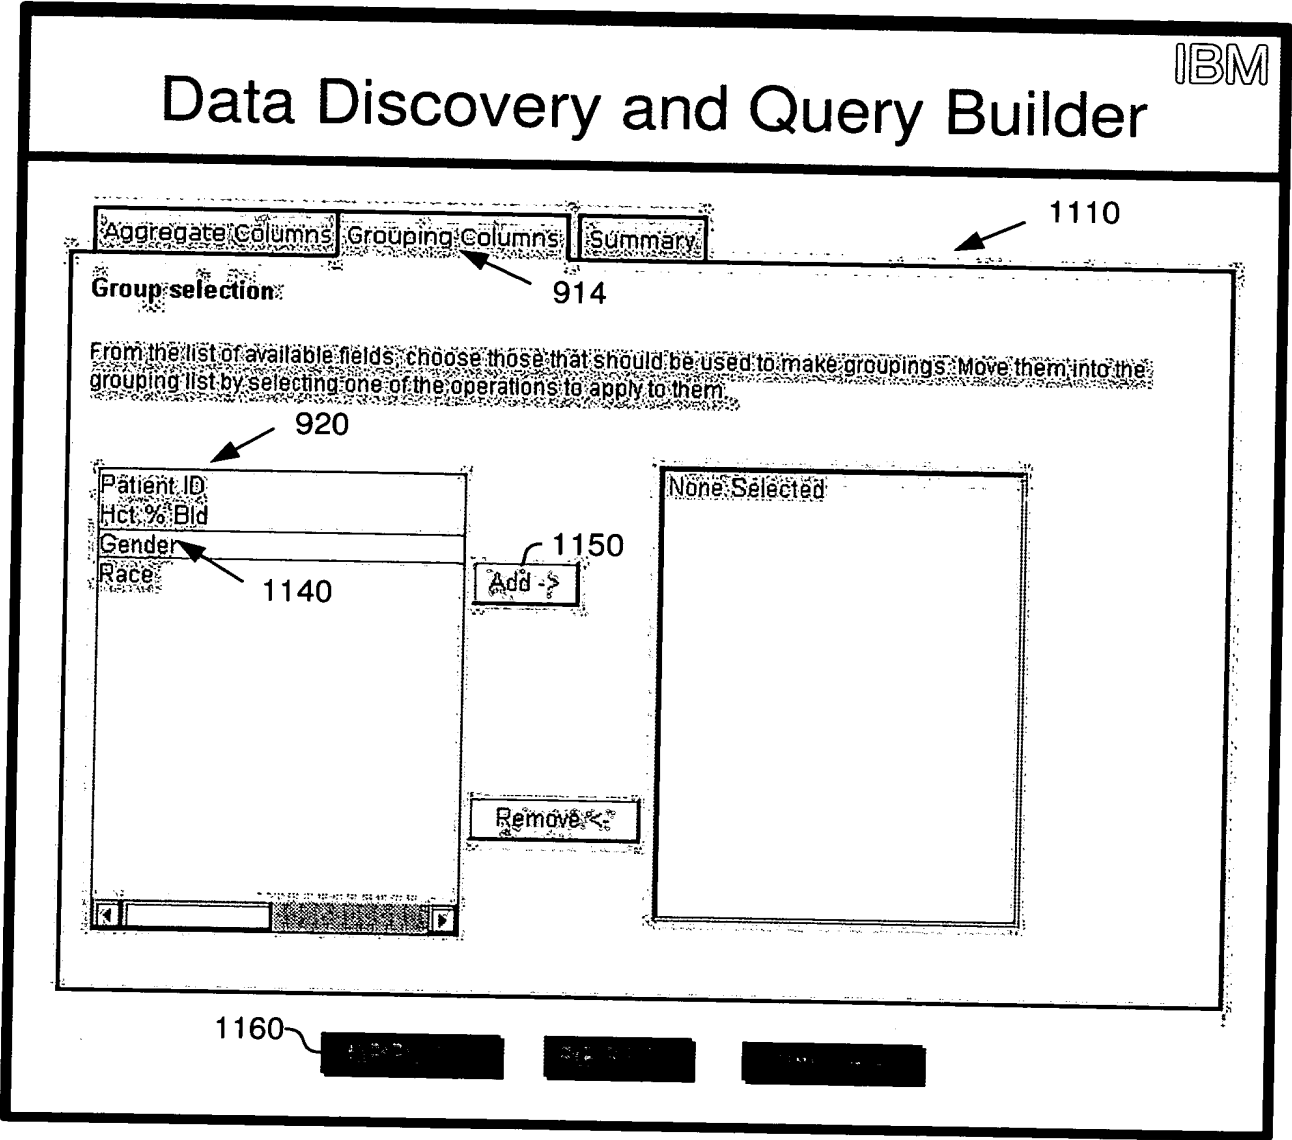 IBM
Data Discovery and Query Builder
1110
Aggregate Columns Grouping Columns Summary
914
Group selection:
From the list of available fields, choose those that should be used to make groupings. Move them into the
grouping list by selecting one of the operations to apply to them.
920
Patient ID
Hct % Bld
Gender
Race
1140
1150
Add ->
Remove <-
None Selected
1160